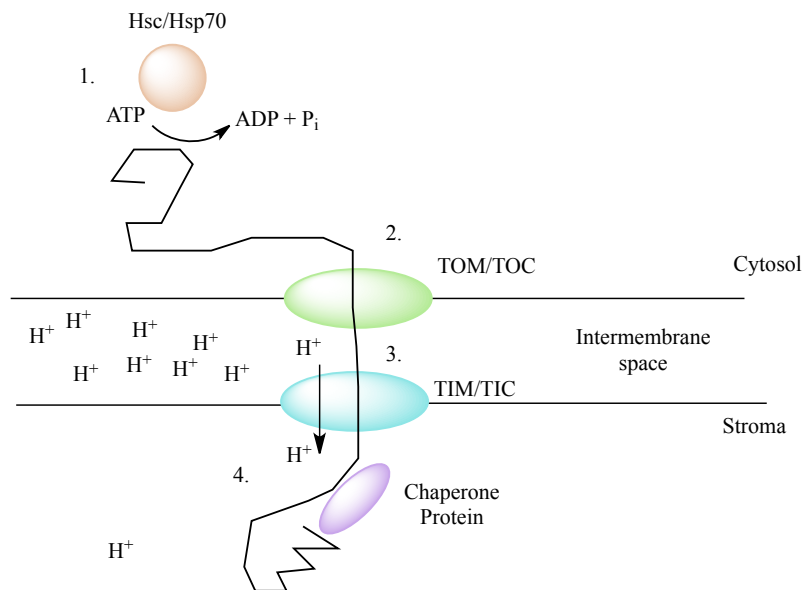 Hsc/Hsp70
1.
ATP
ADP + Pᵢ
2.
TOM/TOC
Cytosol
H⁺ H⁺ H⁺ H⁺
H⁺ H⁺ H⁺ H⁺
H⁺
3.
Intermembrane
space
TIM/TIC
Stroma
H⁺
4.
Chaperone
Protein
H⁺